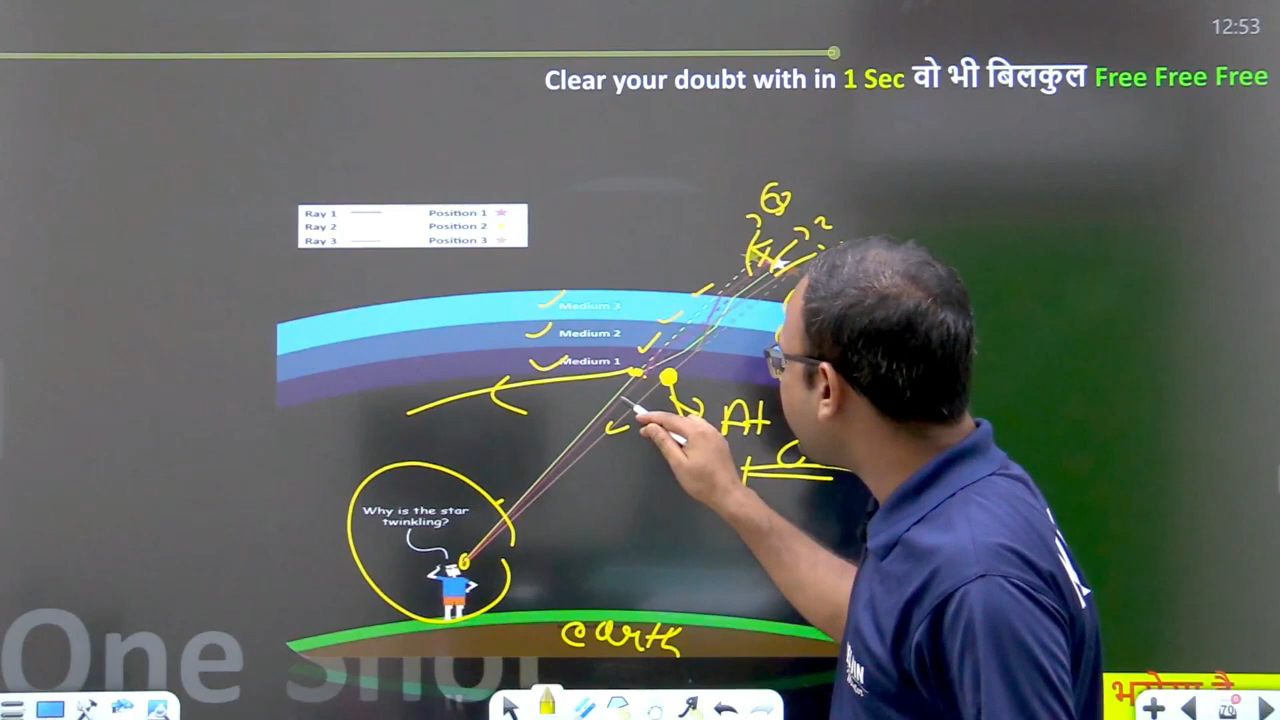 12:53
Clear your doubt with in 1 Sec वो भी बिलकुल Free Free Free
Ray 1 Position 1
Ray 2 Position 2
Ray 3 Position 3
Medium 3
Medium 2
Medium 1
At
Why is the star
twinkling?
earth
One Shot
79